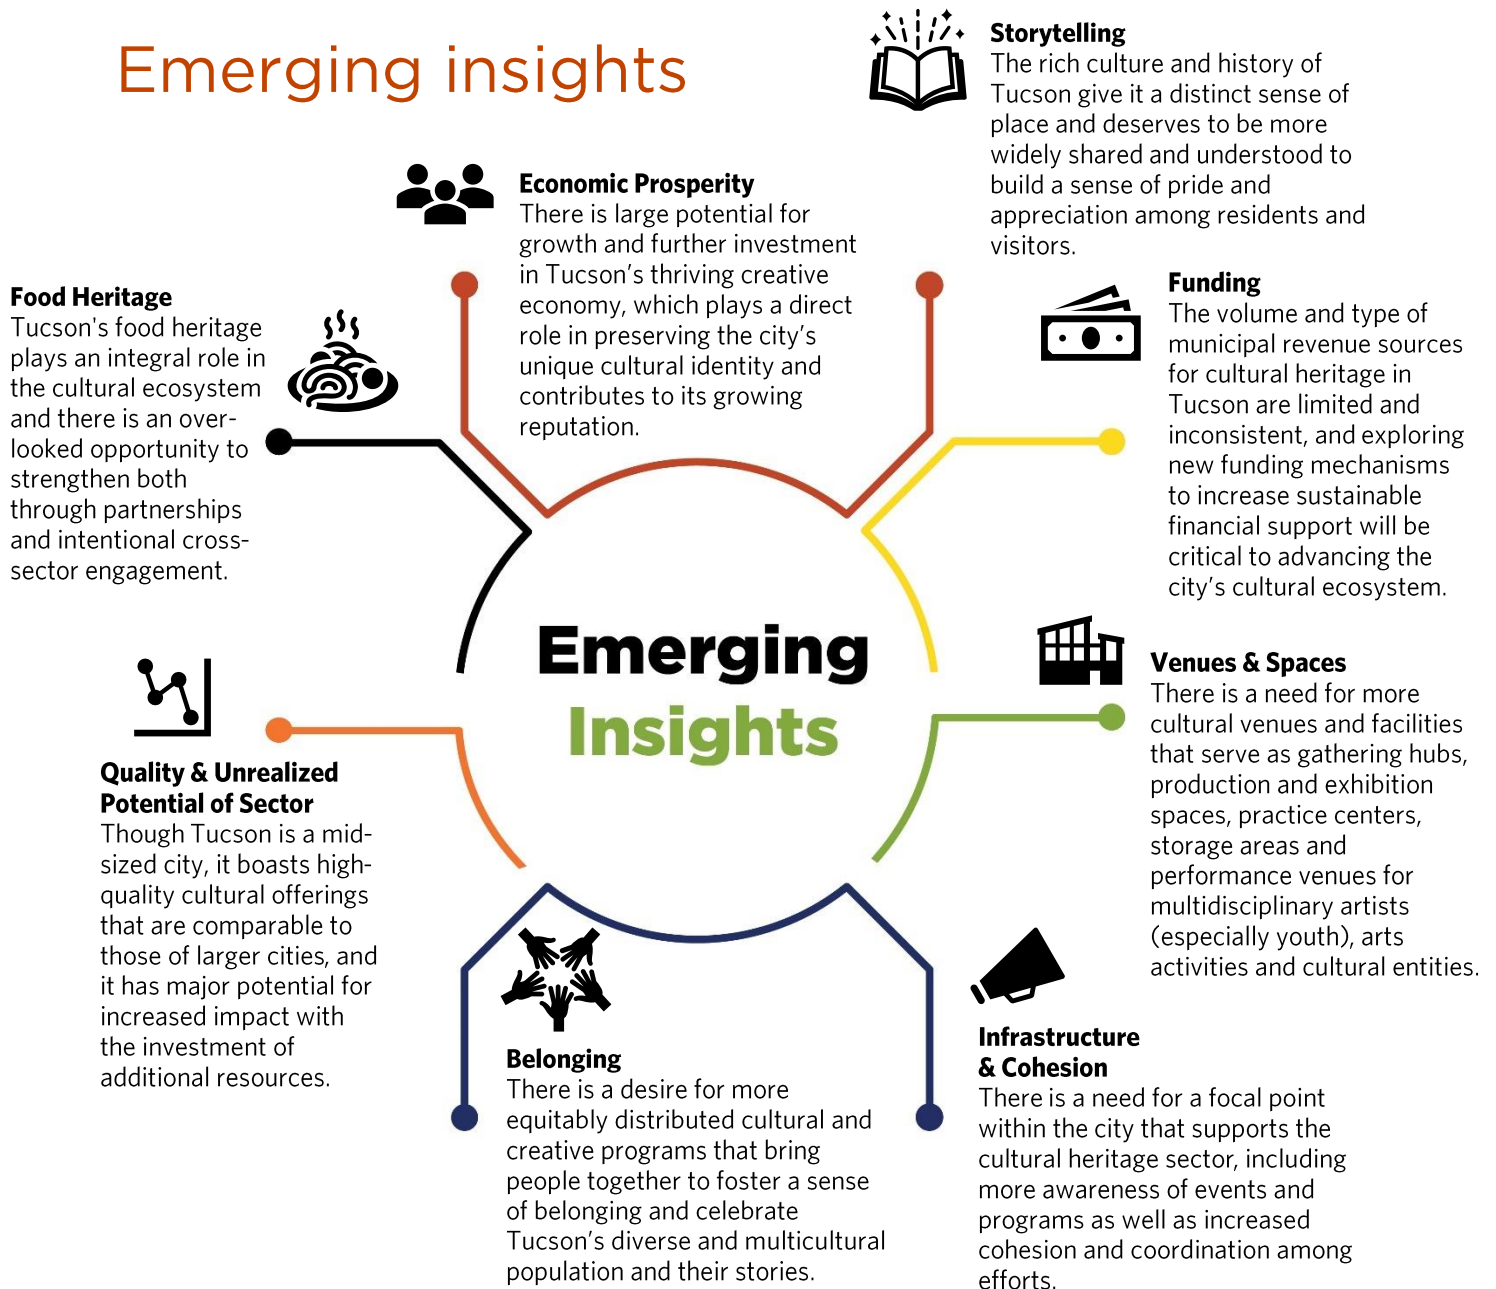 Emerging insights
Storytelling
The rich culture and history of
Tucson give it a distinct sense of
place and deserves to be more
widely shared and understood to
build a sense of pride and
appreciation among residents and
visitors.
Economic Prosperity
There is large potential for
growth and further investment
in Tucson’s thriving creative
economy, which plays a direct
role in preserving the city’s
unique cultural identity and
contributes to its growing
reputation.
Funding
The volume and type of
municipal revenue sources
for cultural heritage in
Tucson are limited and
inconsistent, and exploring
new funding mechanisms
to increase sustainable
financial support will be
critical to advancing the
city’s cultural ecosystem.
Food Heritage
Tucson's food heritage
plays an integral role in
the cultural ecosystem
and there is an over-
looked opportunity to
strengthen both
through partnerships
and intentional cross-
sector engagement.
Emerging
Insights
Venues & Spaces
There is a need for more
cultural venues and facilities
that serve as gathering hubs,
production and exhibition
spaces, practice centers,
storage areas and
performance venues for
multidisciplinary artists
(especially youth), arts
activities and cultural entities.
Quality & Unrealized
Potential of Sector
Though Tucson is a mid-
sized city, it boasts high-
quality cultural offerings
that are comparable to
those of larger cities, and
it has major potential for
increased impact with
the investment of
additional resources.
Belonging
There is a desire for more
equitably distributed cultural and
creative programs that bring
people together to foster a sense
of belonging and celebrate
Tucson’s diverse and multicultural
population and their stories.
Infrastructure
& Cohesion
There is a need for a focal point
within the city that supports the
cultural heritage sector, including
more awareness of events and
programs as well as increased
cohesion and coordination among
efforts.